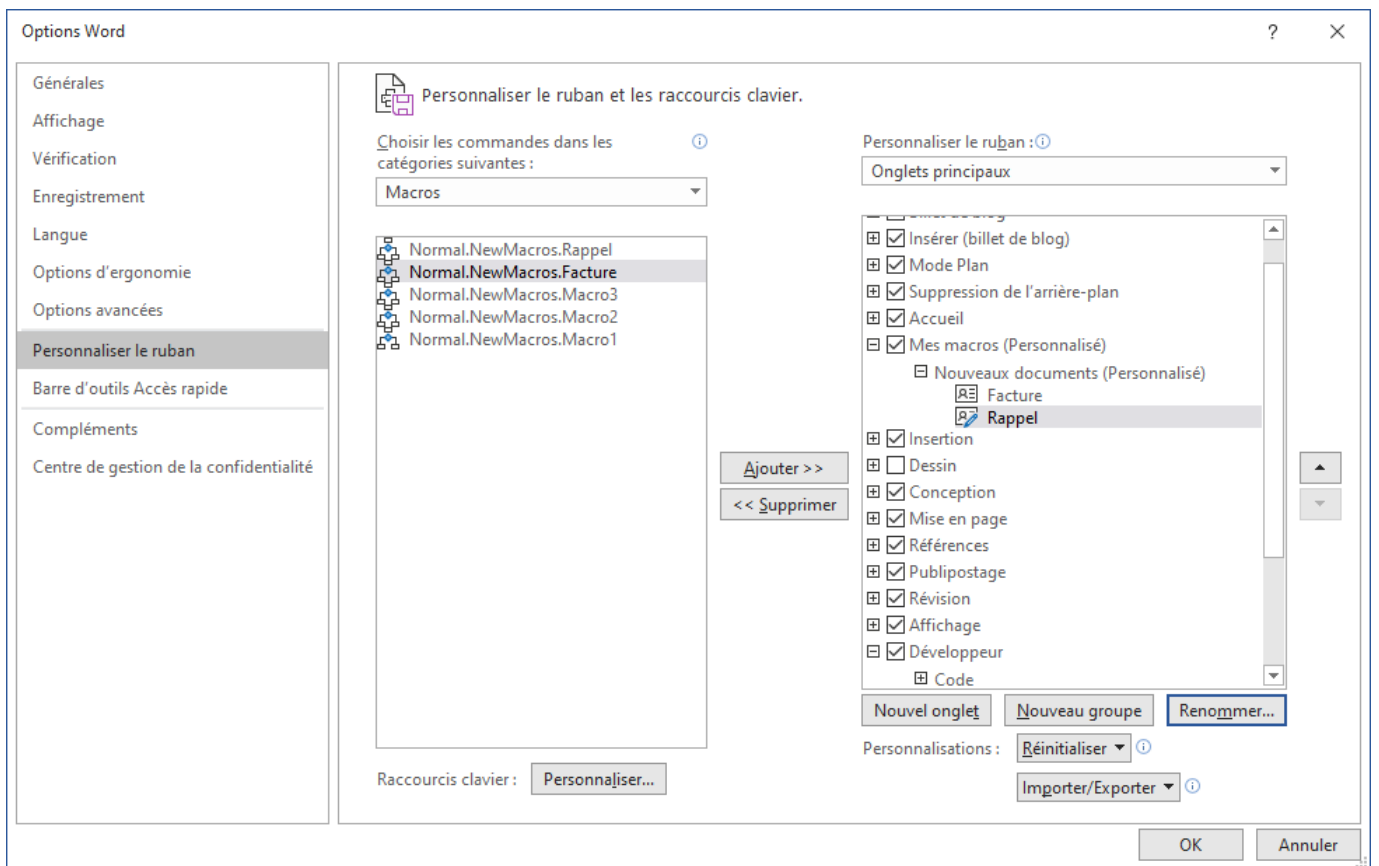 Options Word
?
Générales
Affichage
Vérification
Enregistrement
Langue
Options d'ergonomie
Options avancées
Personnaliser le ruban
Barre d'outils Accès rapide
Compléments
Centre de gestion de la confidentialité
Personnaliser le ruban et les raccourcis clavier.
Choisir les commandes dans les
catégories suivantes :
Macros
Normal.NewMacros.Rappel
Normal.NewMacros.Facture
Normal.NewMacros.Macro3
Normal.NewMacros.Macro2
Normal.NewMacros.Macro1
Raccourcis clavier :
Personnaliser...
Ajouter >>
<< Supprimer
Personnaliser le ruban :
Onglets principaux
Insérer (billet de blog)
Mode Plan
Suppression de l'arrière-plan
Accueil
Mes macros (Personnalisé)
Nouveaux documents (Personnalisé)
Facture
Rappel
Insertion
Dessin
Conception
Mise en page
Références
Publipostage
Révision
Affichage
Développeur
Code
Nouvel onglet
Nouveau groupe
Renommer...
Personnalisations :
Réinitialiser
Importer/Exporter
OK
Annuler